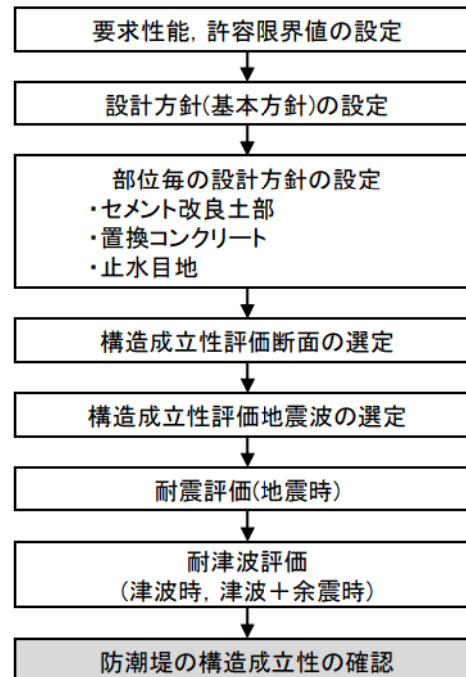 要求性能，許容限界値の設定
設計方針(基本方針)の設定
部位毎の設計方針の設定
・セメント改良土部
・置換コンクリート
・止水目地
構造成立性評価断面の選定
構造成立性評価地震波の選定
耐震評価(地震時)
耐津波評価
(津波時，津波＋余震時)
防潮堤の構造成立性の確認